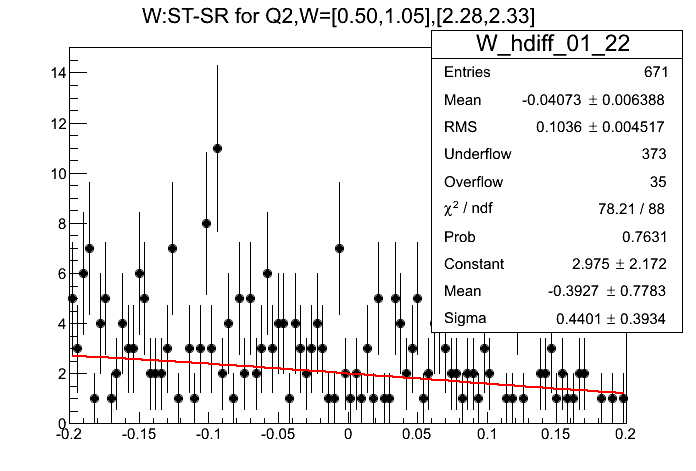 W:ST-SR for Q2,W=[0.50,1.05],[2.28,2.33]
W_hdiff_01_22
Entries 671
Mean -0.04073 ± 0.006388
RMS 0.1036 ± 0.004517
Underflow 373
Overflow 35
χ² / ndf 78.21 / 88
Prob 0.7631
Constant 2.975 ± 2.172
Mean -0.3927 ± 0.7783
Sigma 0.4401 ± 0.3934
14
12
10
8
6
4
2
0
-0.2 -0.15 -0.1 -0.05 0 0.05 0.1 0.15 0.2